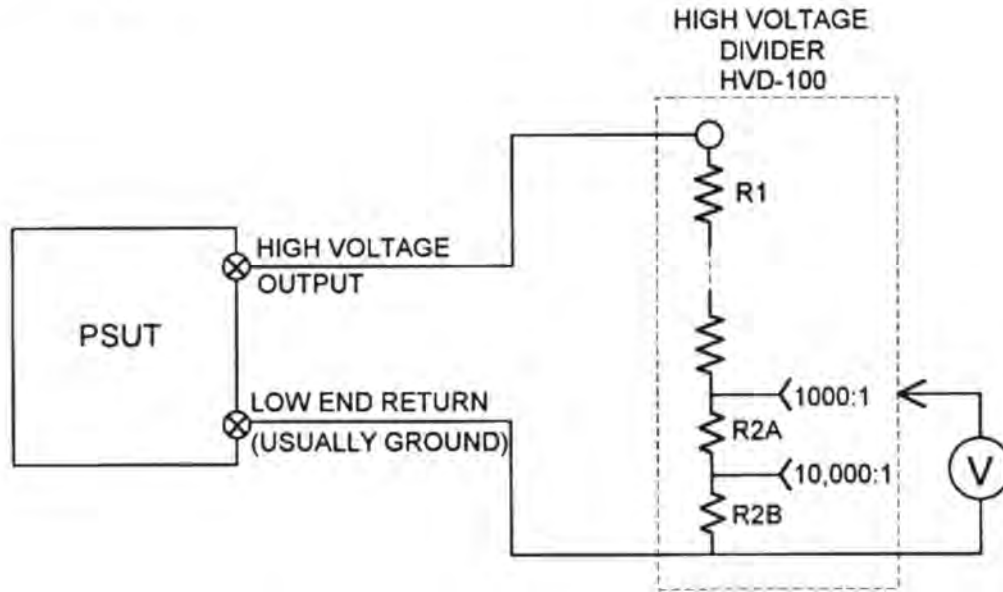 HIGH VOLTAGE
DIVIDER
HVD-100
R1
HIGH VOLTAGE
OUTPUT
PSUT
LOW END RETURN
(USUALLY GROUND)
1000:1
R2A
10,000:1
R2B
V